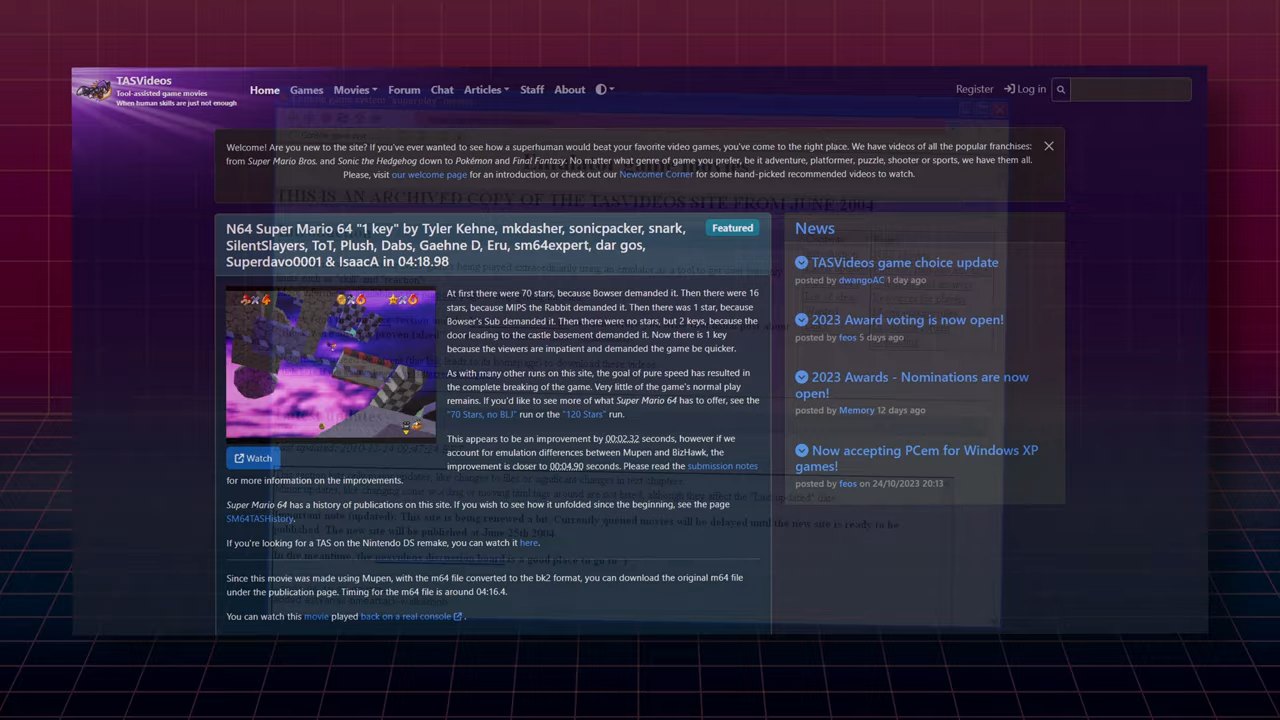 TASVideos
Tool-assisted game movies
When human skills are just not enough
Home Games Movies Forum Chat Articles Staff About
Register Log in
Welcome! Are you new to the site? If you've ever wanted to see how a superhuman would beat your favorite video games, you've come to the right place. We have videos of all the popular franchises:
from Super Mario Bros. and Sonic the Hedgehog down to Pokémon and Final Fantasy. No matter what genre of game you prefer, be it adventure, platformer, puzzle, shooter or sports, we have them all.
Please, visit our welcome page for an introduction, or check out our Newcomer Corner for some hand-picked recommended videos to watch.
THIS IS AN ARCHIVED COPY OF THE TASVIDEOS SITE FROM JUNE 2004
N64 Super Mario 64 "1 key" by Tyler Kehne, mkdasher, sonicpacker, snark,
SilentSlayers, ToT, Plush, Dabs, Gaehne D, Eru, sm64expert, dar gos,
Superdavo0001 & IsaacA in 04:18.98
Featured
At first there were 70 stars, because Bowser demanded it. Then there were 16
stars, because MIPS the Rabbit demanded it. Then there was 1 star, because
Bowser's Sub demanded it. Then there were no stars, but 2 keys, because the
door leading to the castle basement demanded it. Now there is 1 key
because the viewers are impatient and demanded the game be quicker.
As with many other runs on this site, the goal of pure speed has resulted in
the complete breaking of the game. Very little of the game's normal play
remains. If you'd like to see more of what Super Mario 64 has to offer, see the
"70 Stars, no BLJ" run or the "120 Stars" run.
This appears to be an improvement by 00:02.32 seconds, however if we
account for emulation differences between Mupen and BizHawk, the
improvement is closer to 00:04.90 seconds. Please read the submission notes
Watch
for more information on the improvements.
Super Mario 64 has a history of publications on this site. If you wish to see how it unfolded since the beginning, see the page
SM64TASHistory.
If you're looking for a TAS on the Nintendo DS remake, you can watch it here.
Since this movie was made using Mupen, with the m64 file converted to the bk2 format, you can download the original m64 file
under the publication page. Timing for the m64 file is around 04:16.4.
You can watch this movie played back on a real console.
News
TASVideos game choice update
posted by dwangoAC 1 day ago
2023 Award voting is now open!
posted by feos 5 days ago
2023 Awards - Nominations are now
open!
posted by Memory 12 days ago
Now accepting PCem for Windows XP
games!
posted by feos on 24/10/2023 20:13